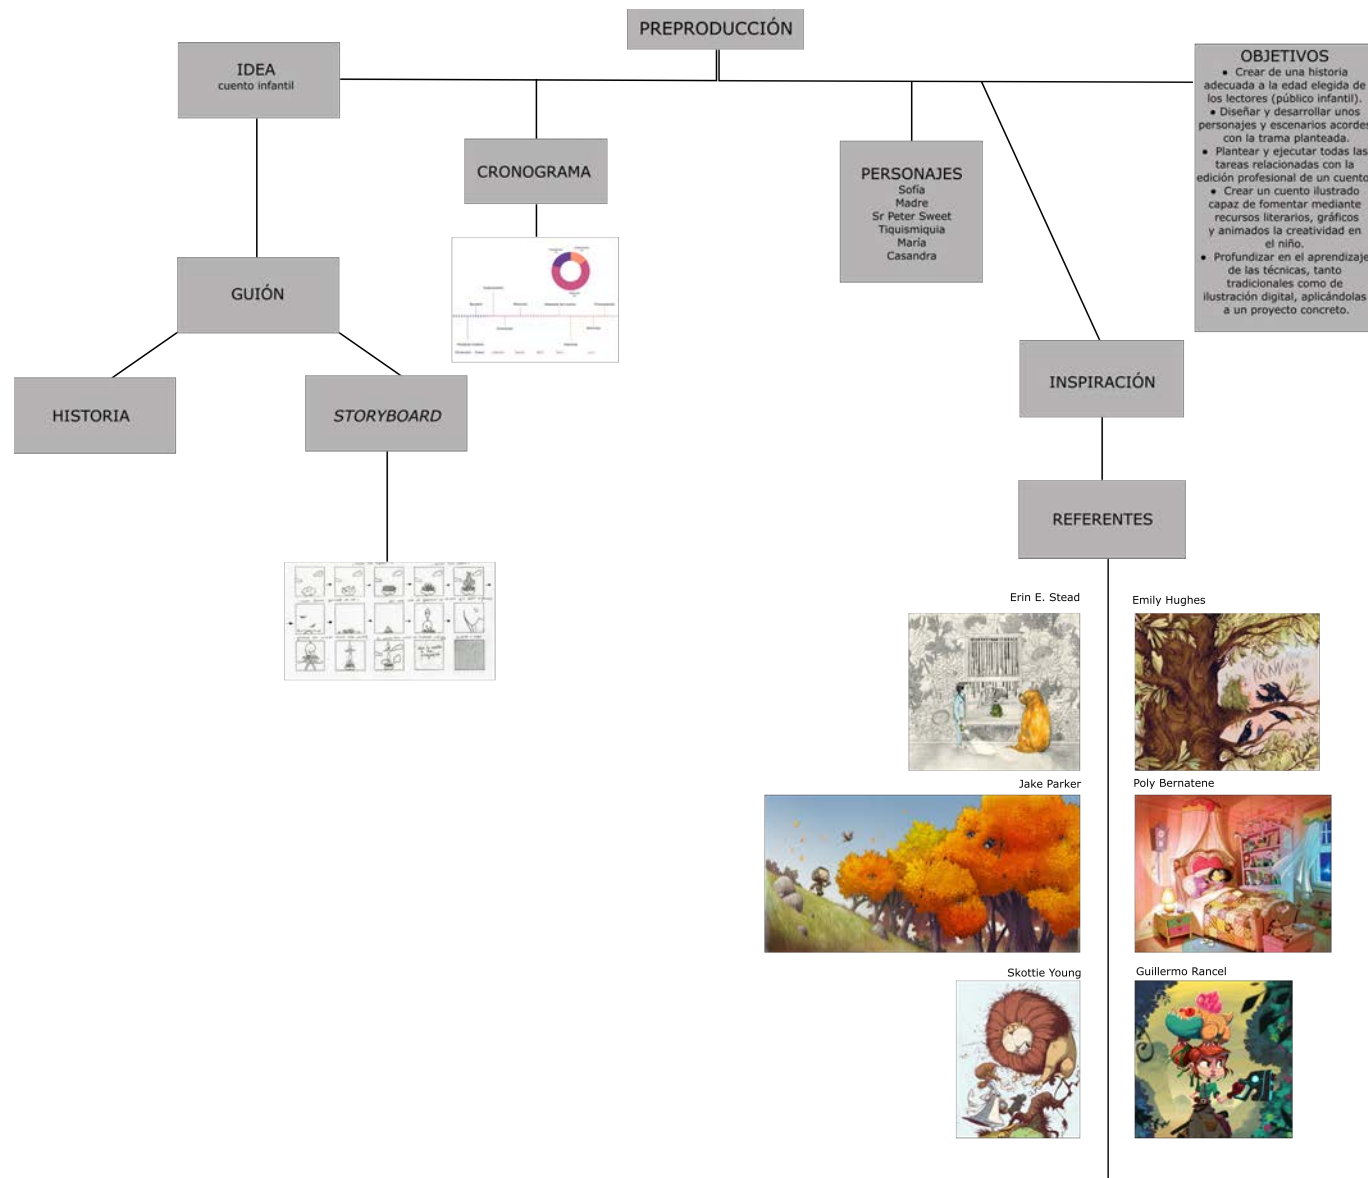 PREPRODUCCIÓN
IDEA
cuento infantil
CRONOGRAMA
GUIÓN
HISTORIA
STORYBOARD
PERSONAJES
Sofía
Madre
Sr Peter Sweet
Tiquismiquia
María
Casandra
OBJETIVOS
• Crear de una historia
adecuada a la edad elegida de
los lectores (público infantil).
• Diseñar y desarrollar unos
personajes y escenarios acordes
con la trama planteada.
• Plantear y ejecutar todas las
tareas relacionadas con la
edición profesional de un cuento
• Crear un cuento ilustrado
capaz de fomentar mediante
recursos literarios, gráficos
y animados la creatividad en
el niño.
• Profundizar en el aprendizaje
de las técnicas, tanto
tradicionales como de
ilustración digital, aplicándolas
a un proyecto concreto.
INSPIRACIÓN
REFERENTES
Erin E. Stead
Emily Hughes
Jake Parker
Poly Bernatene
Skottie Young
Guillermo Rancel